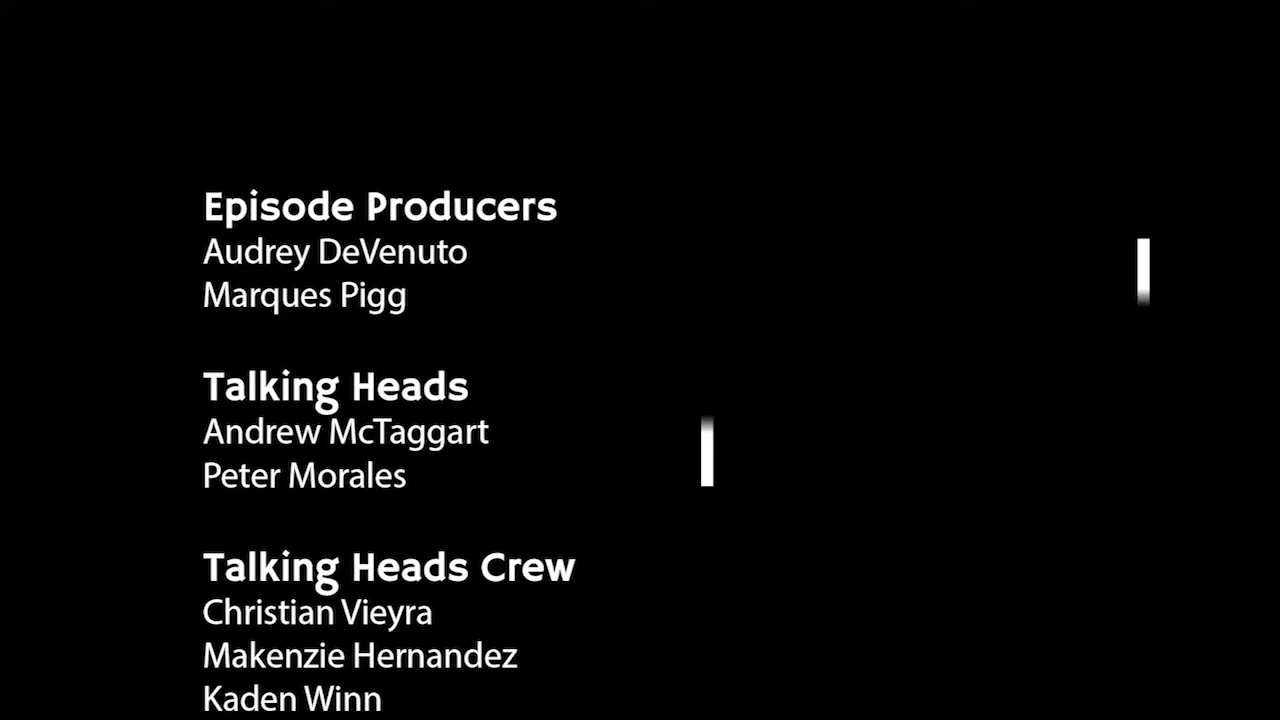 Episode Producers
Audrey DeVenuto
Marques Pigg
Talking Heads
Andrew McTaggart
Peter Morales
Talking Heads Crew
Christian Vieyra
Makenzie Hernandez
Kaden Winn